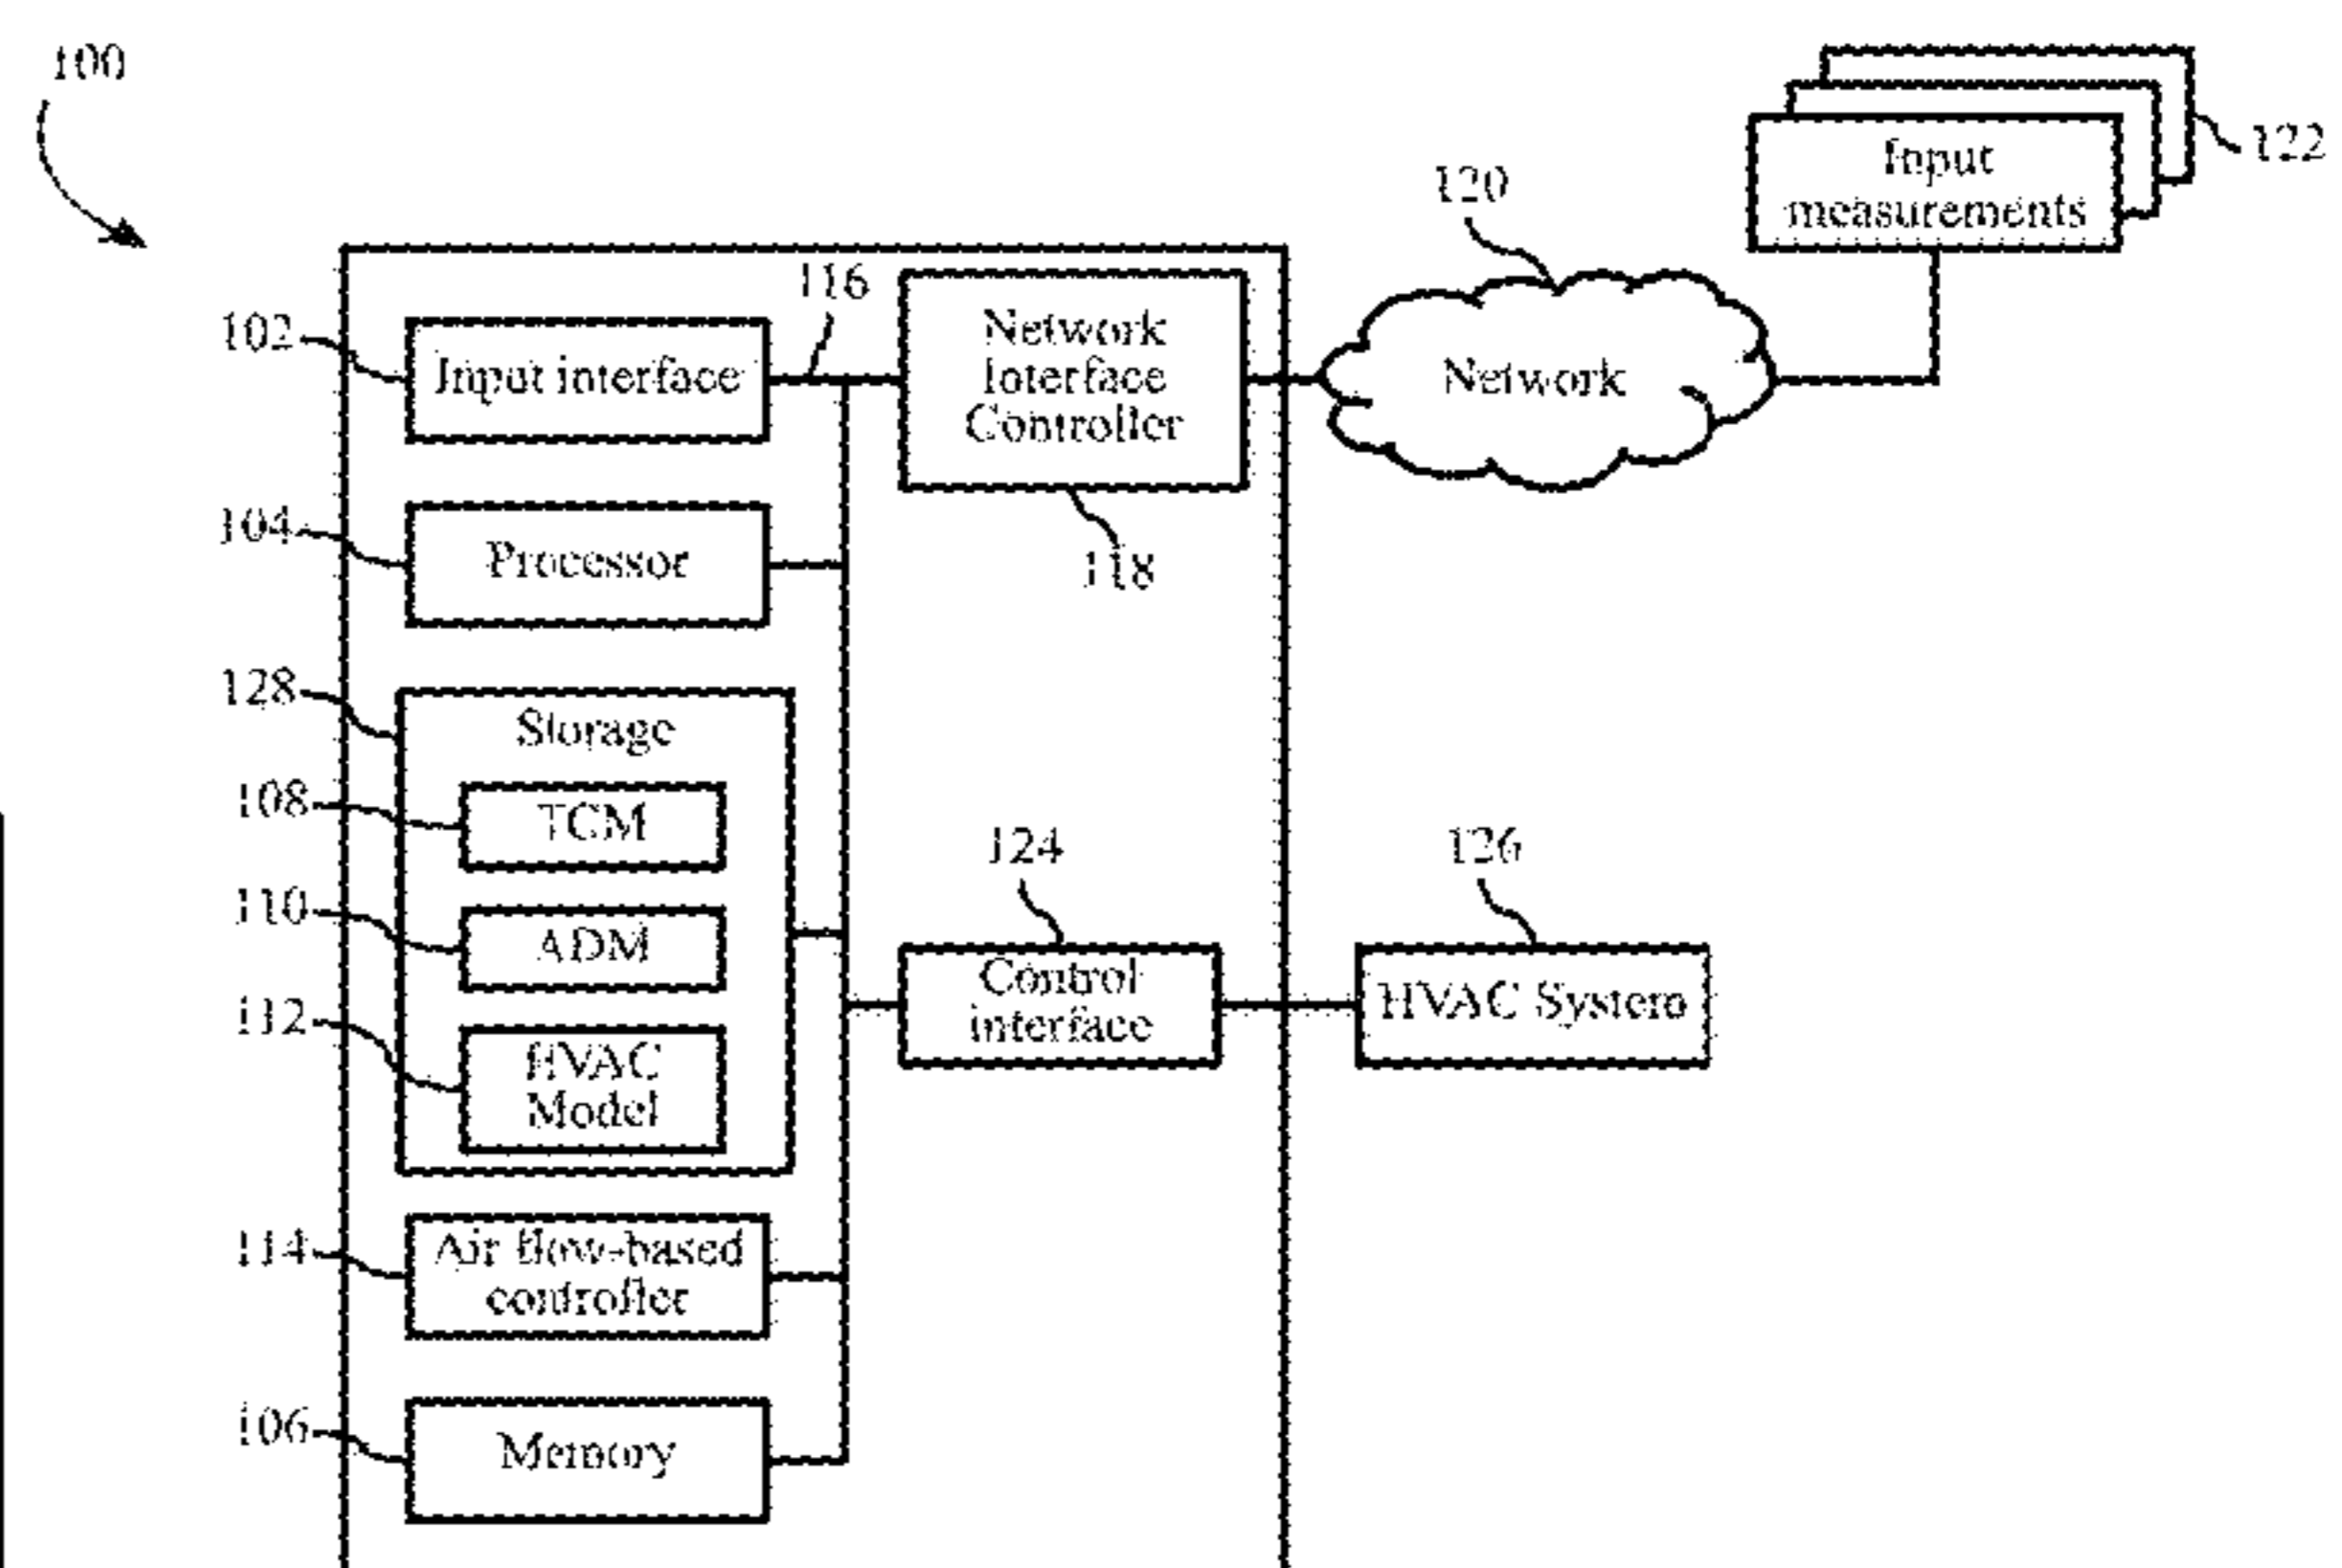 100
122
Input
measurements
120
116
102
Input interface
Network
Interface
Controller
Network
104
Processor
118
128
Storage
108
TCM
110
ADM
124
126
112
HVAC
Model
Control
interface
HVAC System
114
Air flow-based
controller
106
Memory